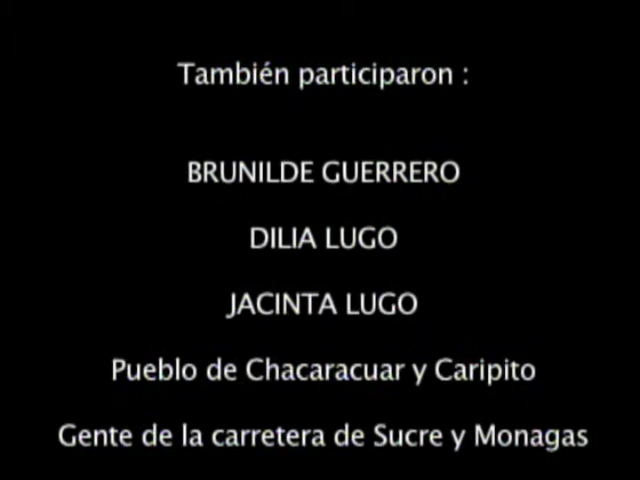 También participaron :
BRUNILDE GUERRERO
DILIA LUGO
JACINTA LUGO
Pueblo de Chacaracuar y Caripito
Gente de la carretera de Sucre y Monagas